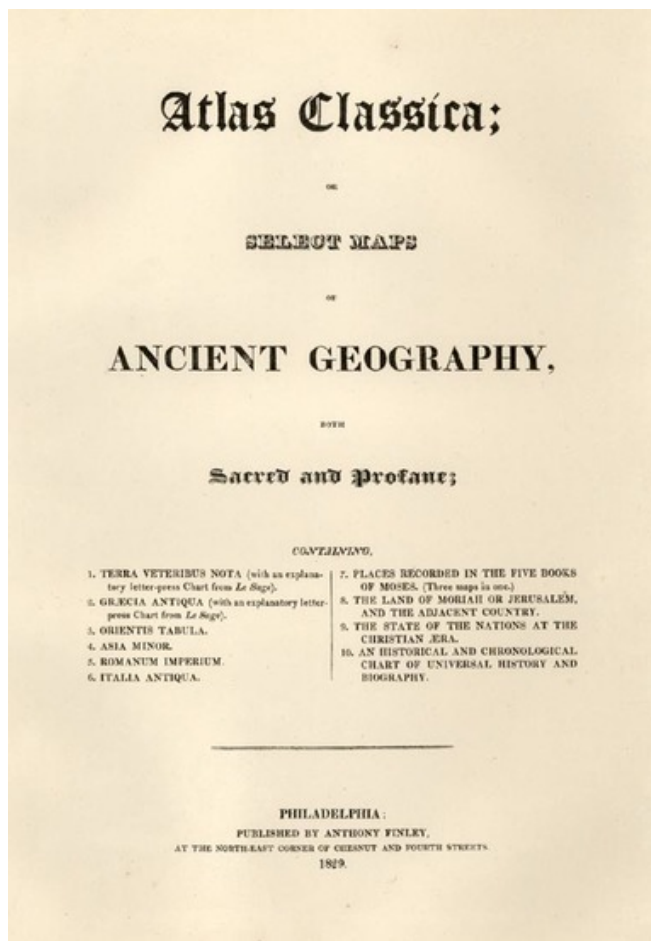 Atlas Classica;
OR
SELECT MAPS
OF
ANCIENT GEOGRAPHY,
BOTH
Sacred and Profane;
CONTAINING,
1. TERRA VETERIBUS NOTA (with an explana-
tory letter-press Chart from Le Sage).
2. GRÆCIA ANTIQUA (with an explanatory letter-
press Chart from Le Sage).
3. ORIENTIS TABULA.
4. ASIA MINOR.
5. ROMANUM IMPERIUM.
6. ITALIA ANTIQUA.
7. PLACES RECORDED IN THE FIVE BOOKS
OF MOSES. (Three maps in one.)
8. THE LAND OF MORIAH OR JERUSALEM,
AND THE ADJACENT COUNTRY.
9. THE STATE OF THE NATIONS AT THE
CHRISTIAN ÆRA.
10. AN HISTORICAL AND CHRONOLOGICAL
CHART OF UNIVERSAL HISTORY AND
BIOGRAPHY.
PHILADELPHIA:
PUBLISHED BY ANTHONY FINLEY,
AT THE NORTH-EAST CORNER OF CHESNUT AND FOURTH STREETS.
1829.